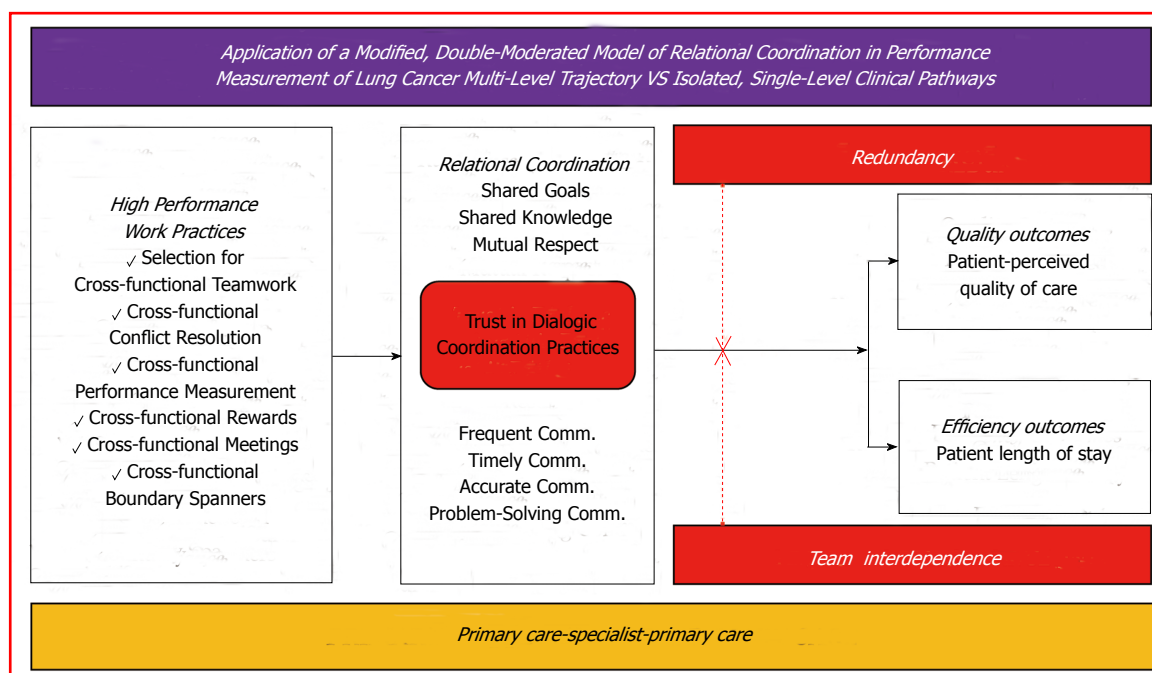 Application of a Modified, Double-Moderated Model of Relational Coordination in Performance
Measurement of Lung Cancer Multi-Level Trajectory VS Isolated, Single-Level Clinical Pathways
High Performance
Work Practices
✓ Selection for
Cross-functional Teamwork
✓ Cross-functional
Conflict Resolution
✓ Cross-functional
Performance Measurement
✓ Cross-functional Rewards
✓ Cross-functional Meetings
✓ Cross-functional
Boundary Spanners
Relational Coordination
Shared Goals
Shared Knowledge
Mutual Respect
Trust in Dialogic
Coordination Practices
Frequent Comm.
Timely Comm.
Accurate Comm.
Problem-Solving Comm.
Redundancy
Quality outcomes
Patient-perceived
quality of care
Efficiency outcomes
Patient length of stay
Team interdependence
Primary care-specialist-primary care